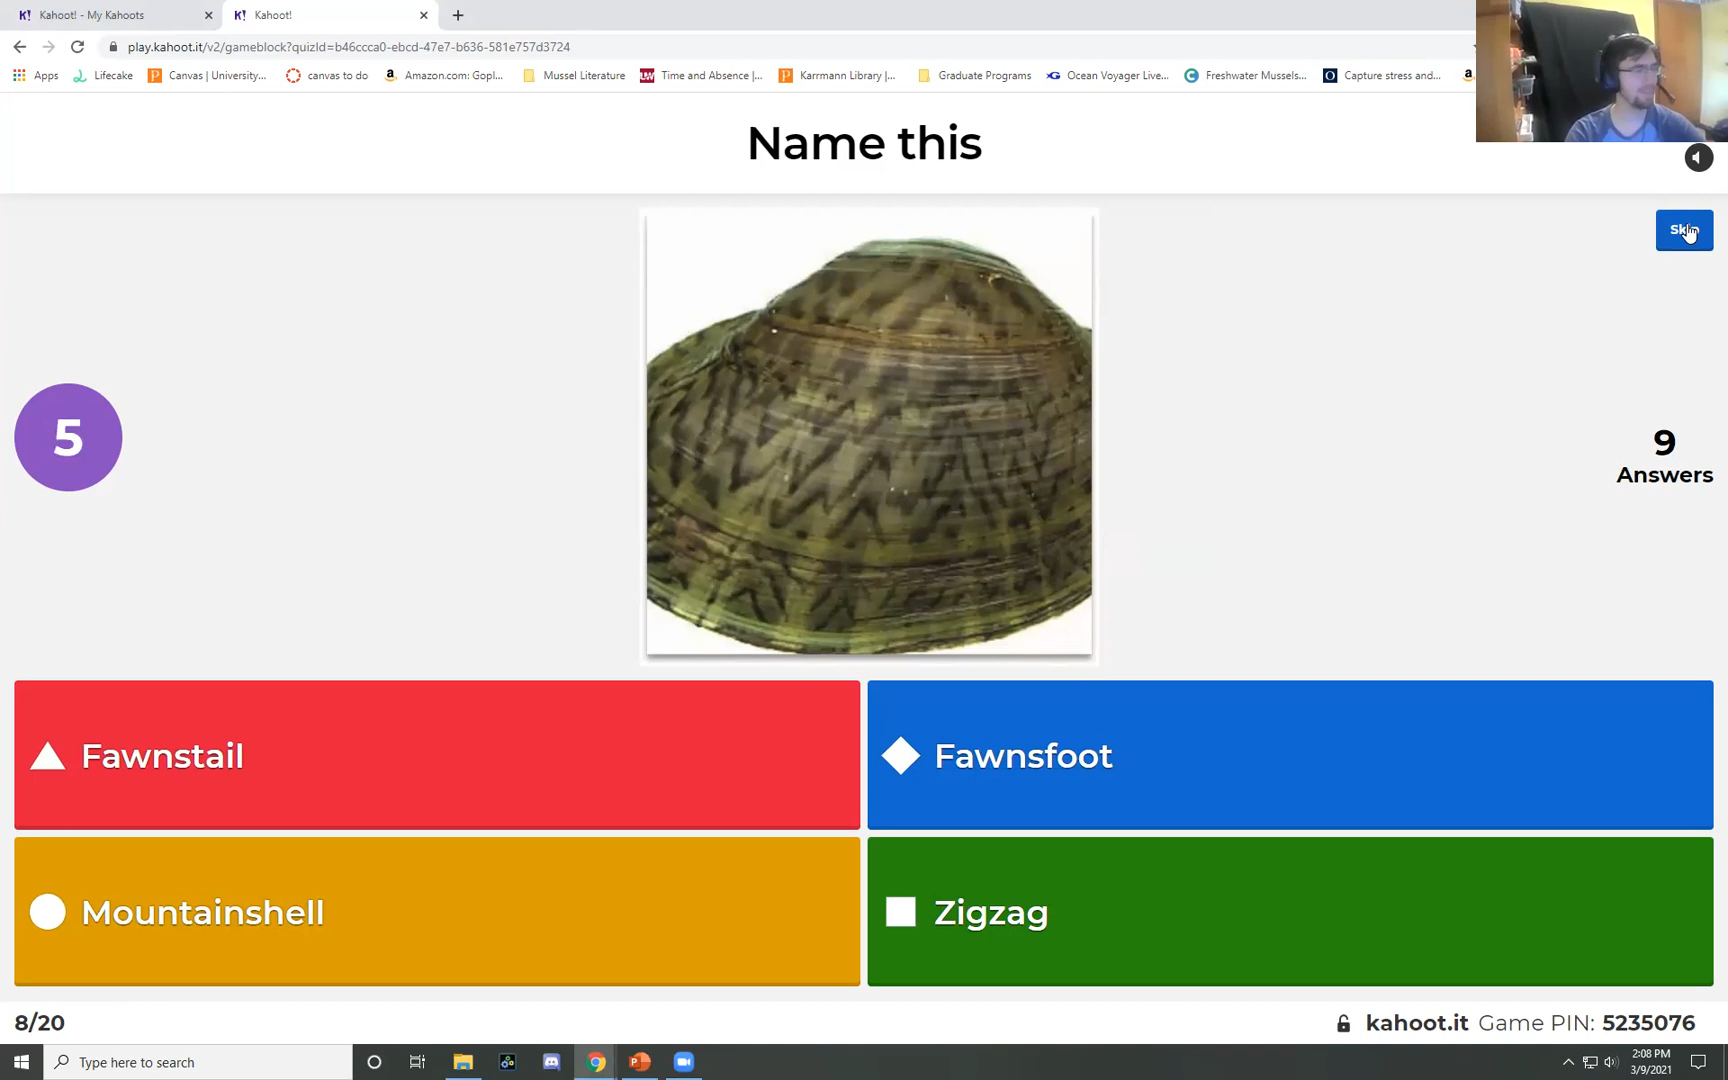 Kahoot! - My Kahoots
Kahoot!
play.kahoot.it/v2/gameblock?quizId=b46ccca0-ebcd-47e7-b636-581e757d3724
Apps Lifecake Canvas | University... canvas to do Amazon.com: Gopl... Mussel Literature Time and Absence |... Karrmann Library |... Graduate Programs Ocean Voyager Live... Freshwater Mussels... Capture stress and...
Name this
5
9
Answers
Fawnstail
Fawnsfoot
Mountainshell
Zigzag
8/20
kahoot.it Game PIN: 5235076
Type here to search
2:08 PM
3/9/2021